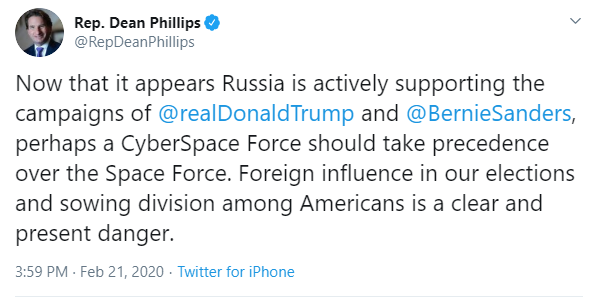 Rep. Dean Phillips
@RepDeanPhillips
Now that it appears Russia is actively supporting the
campaigns of @realDonaldTrump and @BernieSanders,
perhaps a CyberSpace Force should take precedence
over the Space Force. Foreign influence in our elections
and sowing division among Americans is a clear and
present danger.
3:59 PM · Feb 21, 2020 · Twitter for iPhone